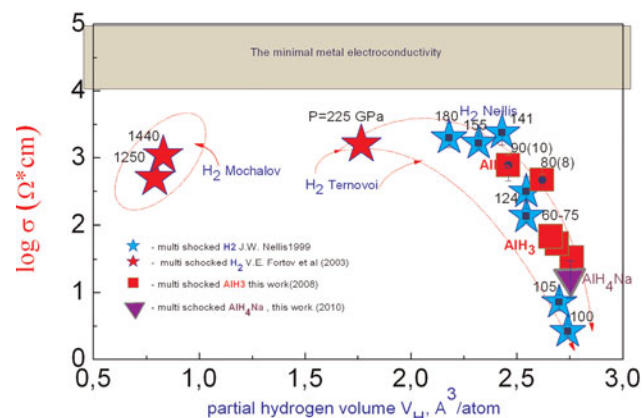 The minimal metal electroconductivity
P=225 GPa
180
H2 Nellis
155
141
1440
1250
H2 Mochalov
H2 Ternovoi
90(10)
Al
80(8)
124
60-75
AlH3
AlH4Na
105
100
- multi shocked H2 J.W. Nellis1999
- multi schocked H2 V.E. Fortov et al (2003)
- multi shocked AlH3 this work(2008)
- multi schocked AlH4Na , this work (2010)
log σ (Ω*cm)
5
4
3
2
1
0
0,5
1,0
1,5
2,0
2,5
3,0
partial hydrogen volume VH, A3/atom